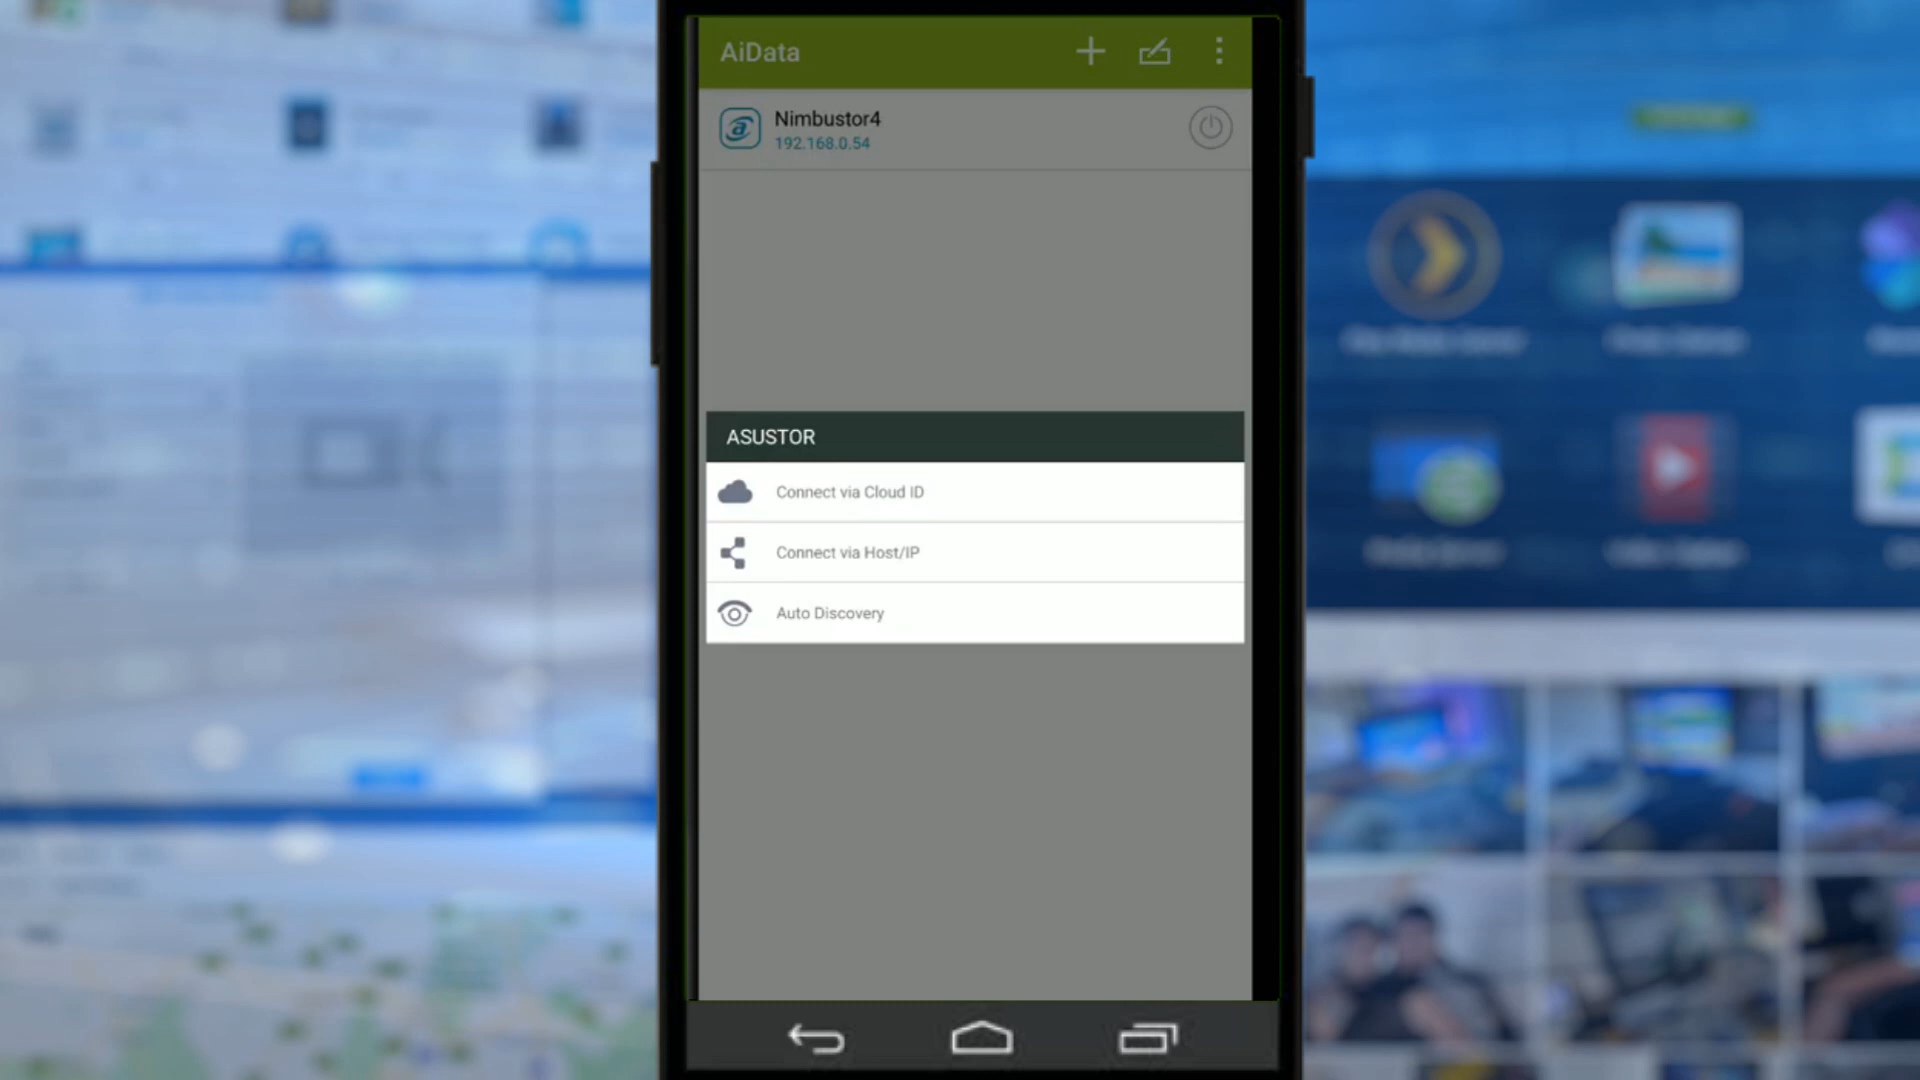 AiData
Nimbustor4
192.168.0.54
ASUSTOR
Connect via Cloud ID
Connect via Host/IP
Auto Discovery